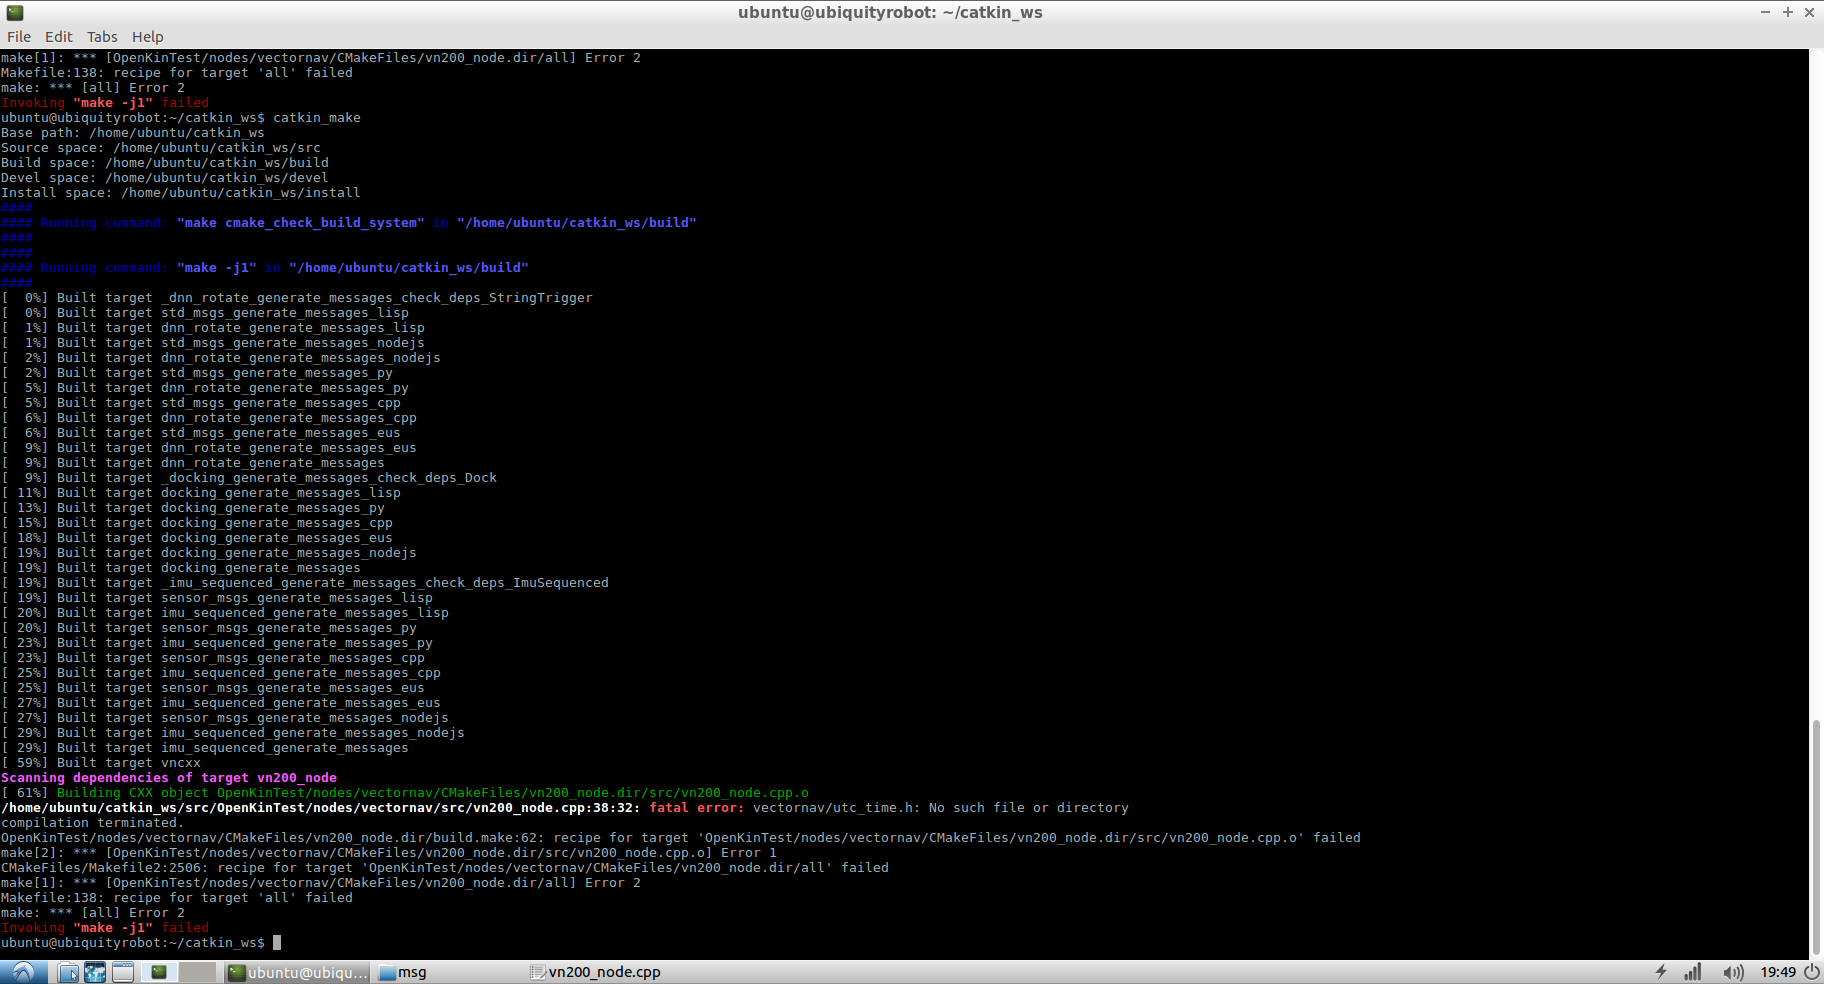 ubuntu@ubiquityrobot: ~/catkin_ws
File Edit Tabs Help
make[1]: *** [OpenKinTest/nodes/vectornav/CMakeFiles/vn200_node.dir/all] Error 2
Makefile:138: recipe for target 'all' failed
make: *** [all] Error 2
Invoking "make -j1" failed
ubuntu@ubiquityrobot:~/catkin_ws$ catkin_make
Base path: /home/ubuntu/catkin_ws
Source space: /home/ubuntu/catkin_ws/src
Build space: /home/ubuntu/catkin_ws/build
Devel space: /home/ubuntu/catkin_ws/devel
Install space: /home/ubuntu/catkin_ws/install
####
#### Running command: "make cmake_check_build_system" in "/home/ubuntu/catkin_ws/build"
####
####
#### Running command: "make -j1" in "/home/ubuntu/catkin_ws/build"
####
[  0%] Built target _dnn_rotate_generate_messages_check_deps_StringTrigger
[  0%] Built target std_msgs_generate_messages_lisp
[  1%] Built target dnn_rotate_generate_messages_lisp
[  1%] Built target std_msgs_generate_messages_nodejs
[  2%] Built target dnn_rotate_generate_messages_nodejs
[  2%] Built target std_msgs_generate_messages_py
[  5%] Built target dnn_rotate_generate_messages_py
[  5%] Built target std_msgs_generate_messages_cpp
[  6%] Built target dnn_rotate_generate_messages_cpp
[  6%] Built target std_msgs_generate_messages_eus
[  9%] Built target dnn_rotate_generate_messages_eus
[  9%] Built target dnn_rotate_generate_messages
[  9%] Built target _docking_generate_messages_check_deps_Dock
[ 11%] Built target docking_generate_messages_lisp
[ 13%] Built target docking_generate_messages_py
[ 15%] Built target docking_generate_messages_cpp
[ 18%] Built target docking_generate_messages_eus
[ 19%] Built target docking_generate_messages_nodejs
[ 19%] Built target docking_generate_messages
[ 19%] Built target _imu_sequenced_generate_messages_check_deps_ImuSequenced
[ 19%] Built target sensor_msgs_generate_messages_lisp
[ 20%] Built target imu_sequenced_generate_messages_lisp
[ 20%] Built target sensor_msgs_generate_messages_py
[ 23%] Built target imu_sequenced_generate_messages_py
[ 23%] Built target sensor_msgs_generate_messages_cpp
[ 25%] Built target imu_sequenced_generate_messages_cpp
[ 25%] Built target sensor_msgs_generate_messages_eus
[ 27%] Built target imu_sequenced_generate_messages_eus
[ 27%] Built target sensor_msgs_generate_messages_nodejs
[ 29%] Built target imu_sequenced_generate_messages_nodejs
[ 29%] Built target imu_sequenced_generate_messages
[ 59%] Built target vncxx
Scanning dependencies of target vn200_node
[ 61%] Building CXX object OpenKinTest/nodes/vectornav/CMakeFiles/vn200_node.dir/src/vn200_node.cpp.o
/home/ubuntu/catkin_ws/src/OpenKinTest/nodes/vectornav/src/vn200_node.cpp:38:32: fatal error: vectornav/utc_time.h: No such file or directory
compilation terminated.
OpenKinTest/nodes/vectornav/CMakeFiles/vn200_node.dir/build.make:62: recipe for target 'OpenKinTest/nodes/vectornav/CMakeFiles/vn200_node.dir/src/vn200_node.cpp.o' failed
make[2]: *** [OpenKinTest/nodes/vectornav/CMakeFiles/vn200_node.dir/src/vn200_node.cpp.o] Error 1
CMakeFiles/Makefile2:2506: recipe for target 'OpenKinTest/nodes/vectornav/CMakeFiles/vn200_node.dir/all' failed
make[1]: *** [OpenKinTest/nodes/vectornav/CMakeFiles/vn200_node.dir/all] Error 2
Makefile:138: recipe for target 'all' failed
make: *** [all] Error 2
Invoking "make -j1" failed
ubuntu@ubiquityrobot:~/catkin_ws$
ubuntu@ubiqu... msg vn200_node.cpp 19:49